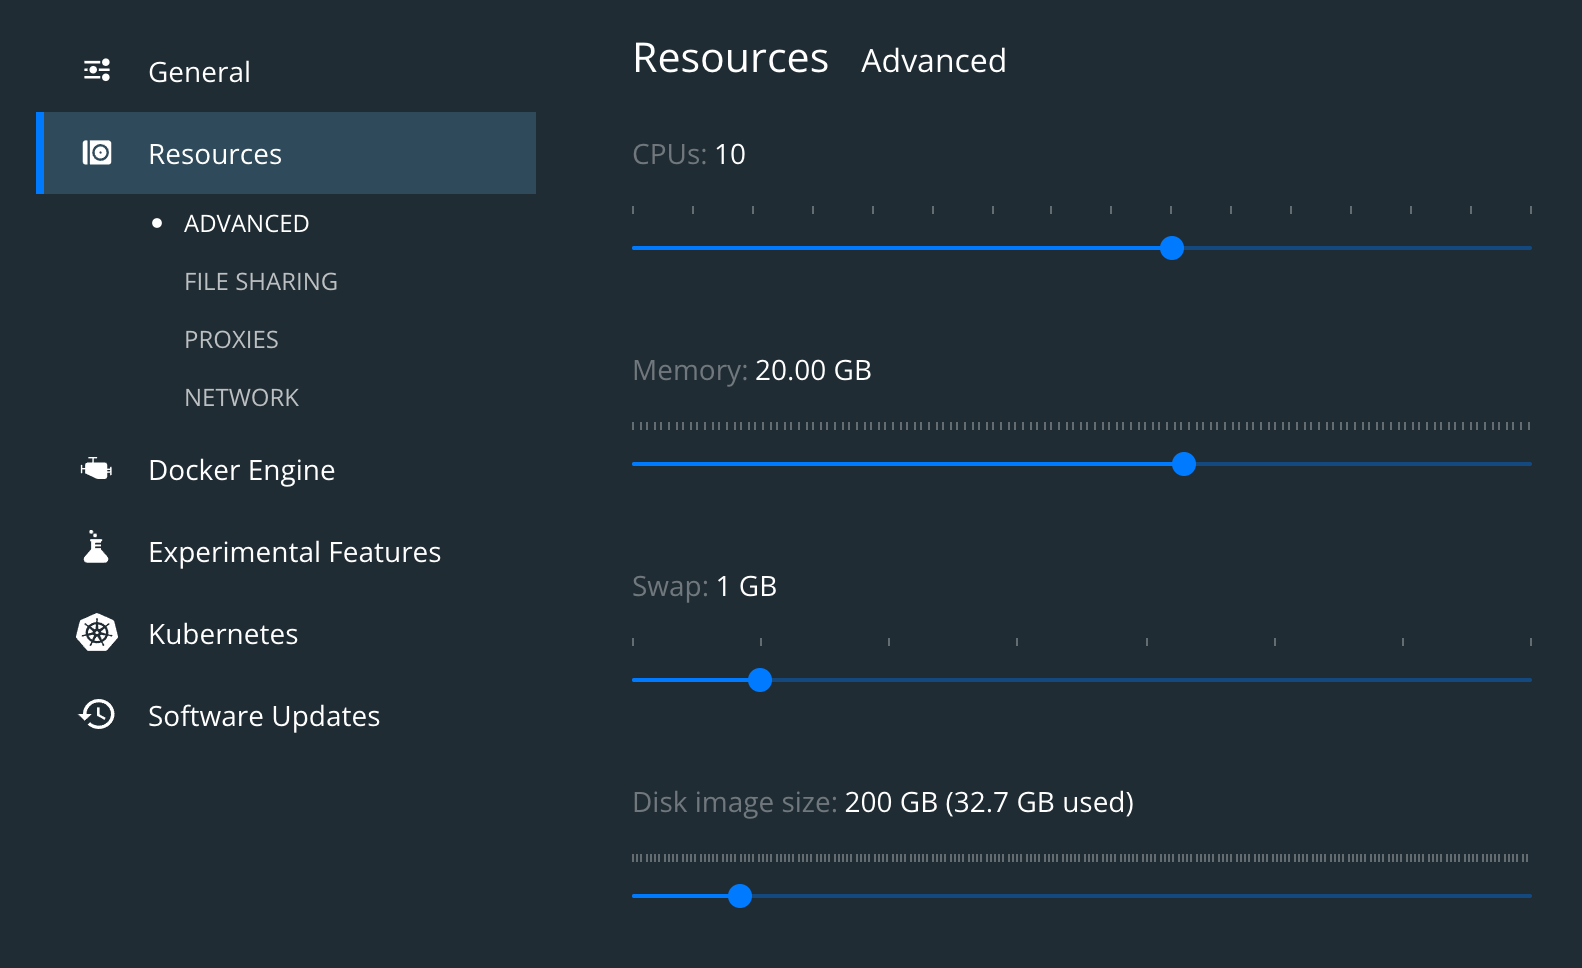 General
Resources
ADVANCED
FILE SHARING
PROXIES
NETWORK
Docker Engine
Experimental Features
Kubernetes
Software Updates
Resources Advanced
CPUs: 10
Memory: 20.00 GB
Swap: 1 GB
Disk image size: 200 GB (32.7 GB used)